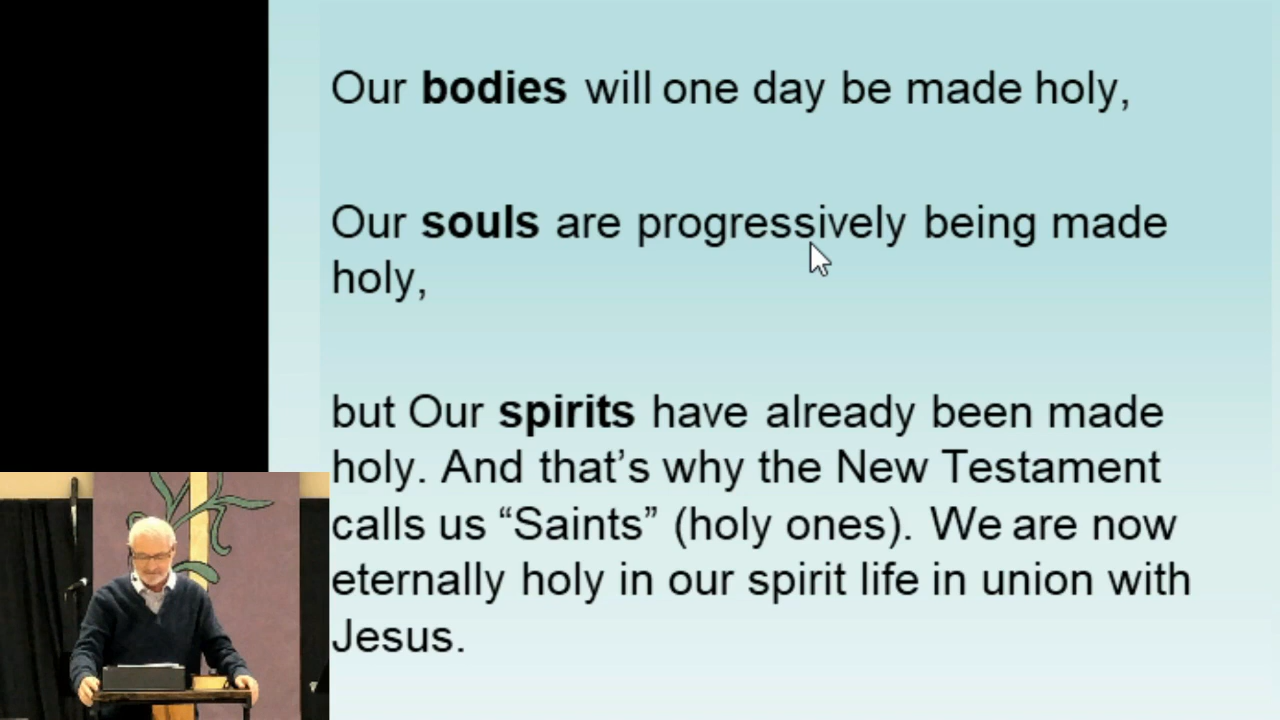 Our bodies will one day be made holy,
Our souls are progressively being made
holy,
but Our spirits have already been made
holy. And that’s why the New Testament
calls us “Saints” (holy ones). We are now
eternally holy in our spirit life in union with
Jesus.